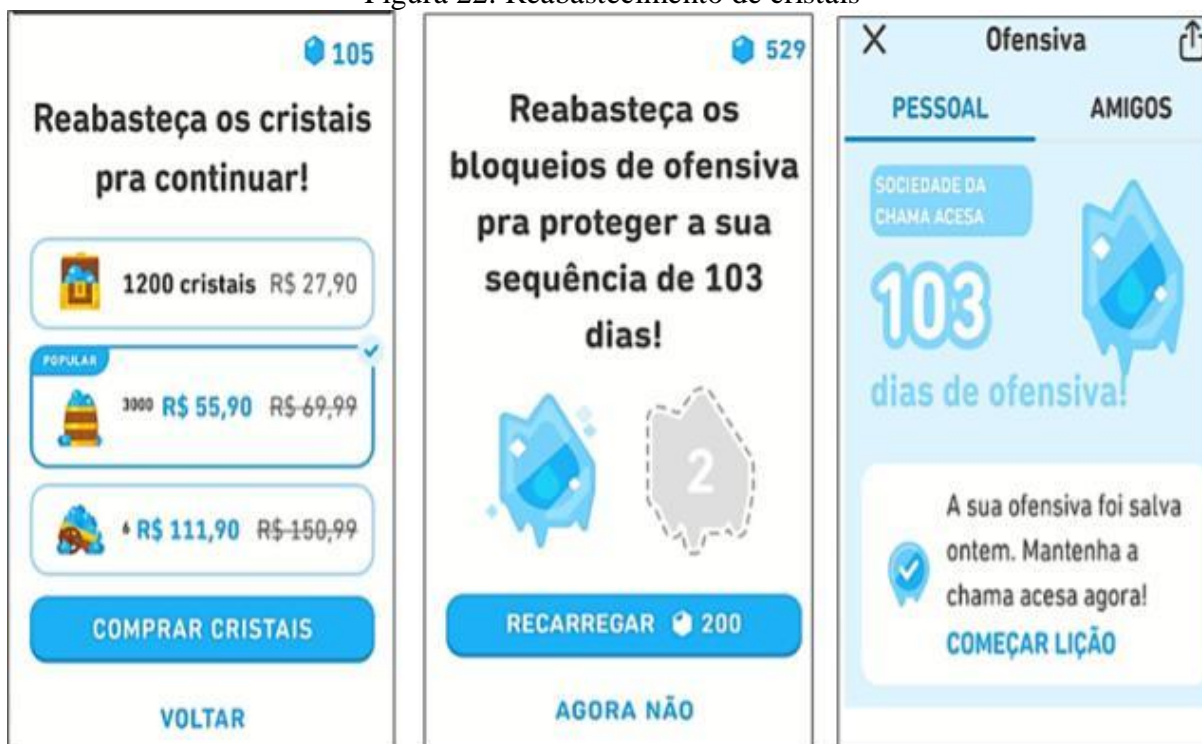 Figura 22: Reabastecimento de cristais
105
Reabasteça os cristais
pra continuar!
1200 cristais R$ 27,90
POPULAR
3000 R$ 55,90 R$ 69,99
6 R$ 111,90 R$ 150,99
COMPRAR CRISTAIS
VOLTAR
529
Reabasteça os
bloqueios de ofensiva
pra proteger a sua
sequência de 103
dias!
2
RECARREGAR 200
AGORA NÃO
Ofensiva
PESSOAL AMIGOS
SOCIEDADE DA
CHAMA ACESA
103
dias de ofensiva!
A sua ofensiva foi salva
ontem. Mantenha a
chama acesa agora!
COMEÇAR LIÇÃO